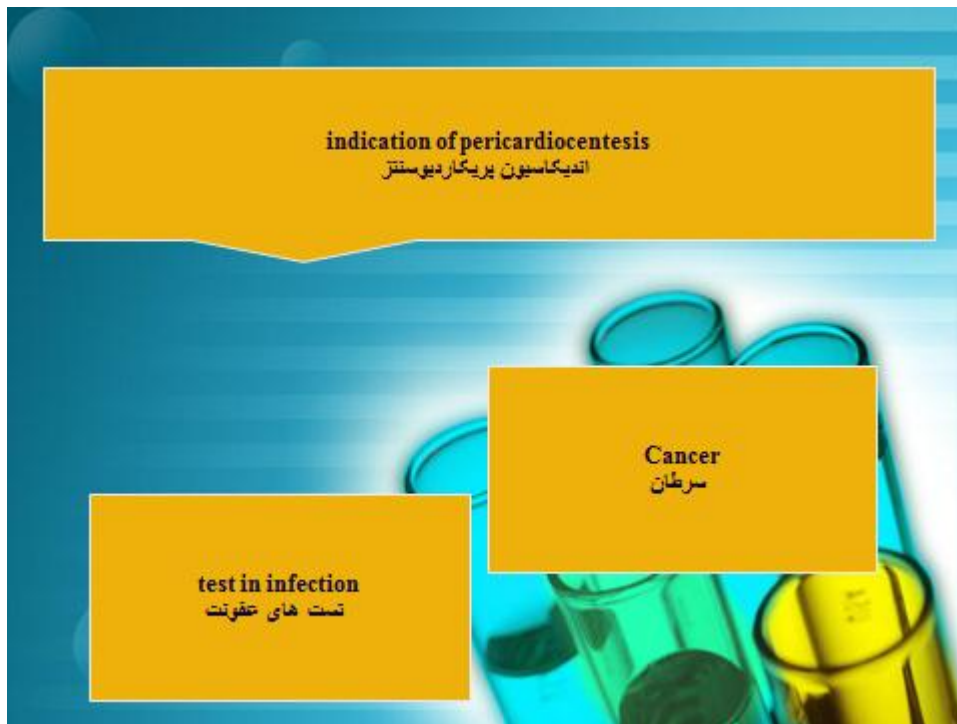 indication of pericardiocentesis
اندیکاسیون پریکاردیوسنتز
Cancer
سرطان
test in infection
تست های عفونت